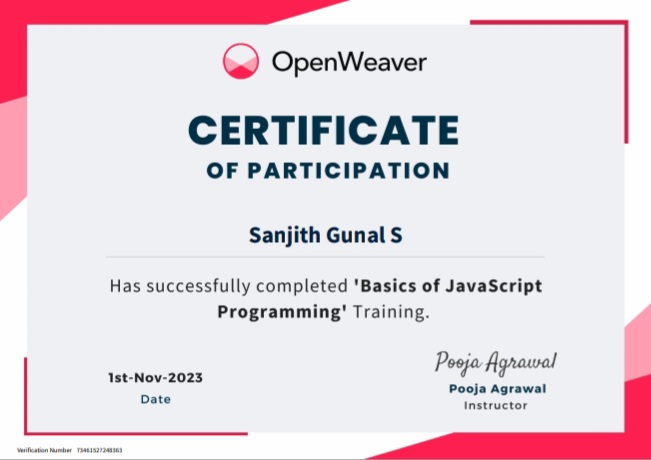 OpenWeaver
CERTIFICATE
OF PARTICIPATION
Sanjith Gunal S
Has successfully completed 'Basics of JavaScript
Programming' Training.
1st-Nov-2023
Date
Pooja Agrawal
Pooja Agrawal
Instructor
Verification Number 73461527248363